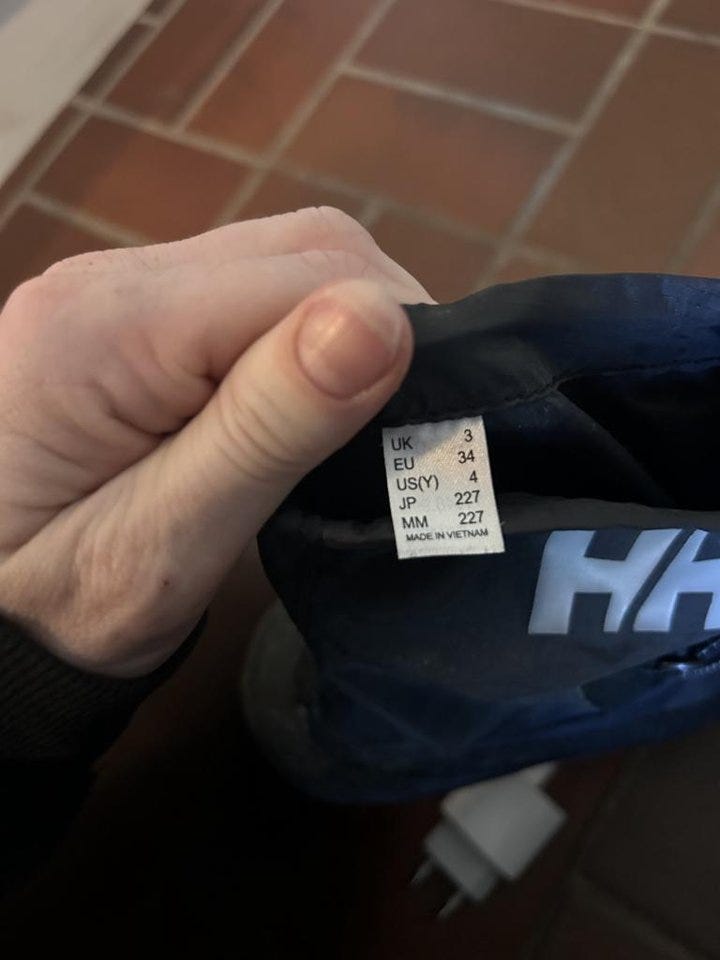 UK 3
EU 34
US(Y) 4
JP 227
MM 227
MADE IN VIETNAM
HH